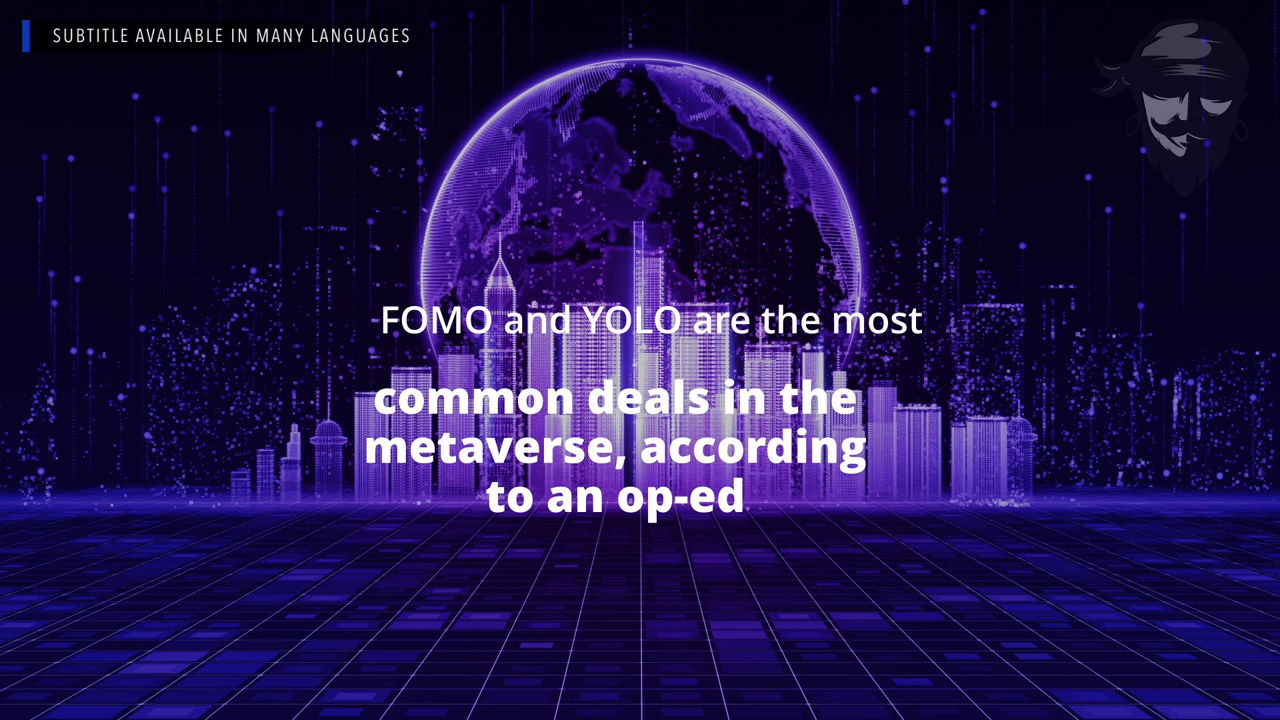 SUBTITLE AVAILABLE IN MANY LANGUAGES
FOMO and YOLO are the most
common deals in the
metaverse, according
to an op-ed